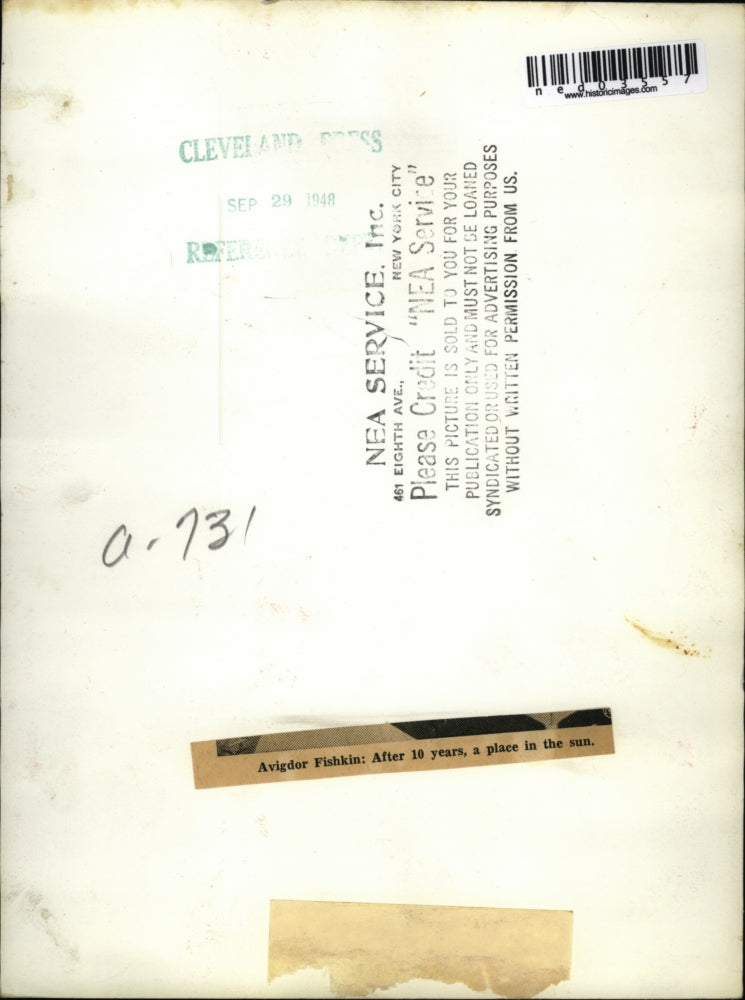 ned03557
www.historicimages.com
CLEVELAND PRESS
SEP 29 1948
REFERENCE DEPT
NEA SERVICE, Inc.
461 EIGHTH AVE., NEW YORK CITY
Please Credit "NEA Service"
THIS PICTURE IS SOLD TO YOU FOR YOUR
PUBLICATION ONLY AND MUST NOT BE LOANED
SYNDICATED OR USED FOR ADVERTISING PURPOSES
WITHOUT WRITTEN PERMISSION FROM US.
a-731
Avigdor Fishkin: After 10 years, a place in the sun.